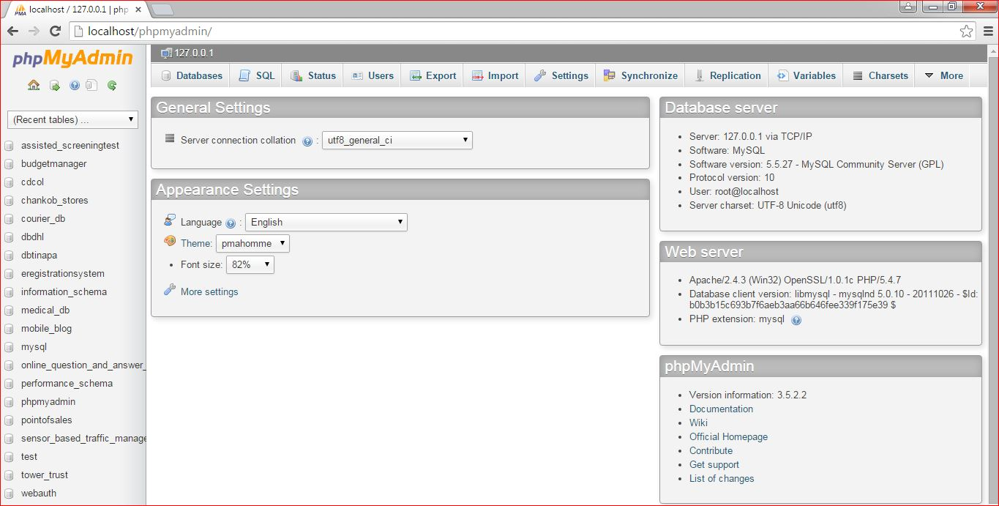 localhost / 127.0.0.1 | php
localhost/phpmyadmin/
phpMyAdmin
(Recent tables) ...
assisted_screeningtest
budgetmanager
cdcol
chankob_stores
courier_db
dbdhl
dbtinapa
eregistrationsystem
information_schema
medical_db
mobile_blog
mysql
online_question_and_answer_
performance_schema
phpmyadmin
pointofsales
sensor_based_traffic_manage
test
tower_trust
webauth
127.0.0.1
Databases SQL Status Users Export Import Settings Synchronize Replication Variables Charsets More
General Settings
Server connection collation : utf8_general_ci
Appearance Settings
Language : English
Theme: pmahomme
Font size: 82%
More settings
Database server
Server: 127.0.0.1 via TCP/IP
Software: MySQL
Software version: 5.5.27 - MySQL Community Server (GPL)
Protocol version: 10
User: root@localhost
Server charset: UTF-8 Unicode (utf8)
Web server
Apache/2.4.3 (Win32) OpenSSL/1.0.1c PHP/5.4.7
Database client version: libmysql - mysqlnd 5.0.10 - 20111026 - $Id:
b0b3b15c693b7f6aeb3aa66b646fee339f175e39 $
PHP extension: mysql
phpMyAdmin
Version information: 3.5.2.2
Documentation
Wiki
Official Homepage
Contribute
Get support
List of changes